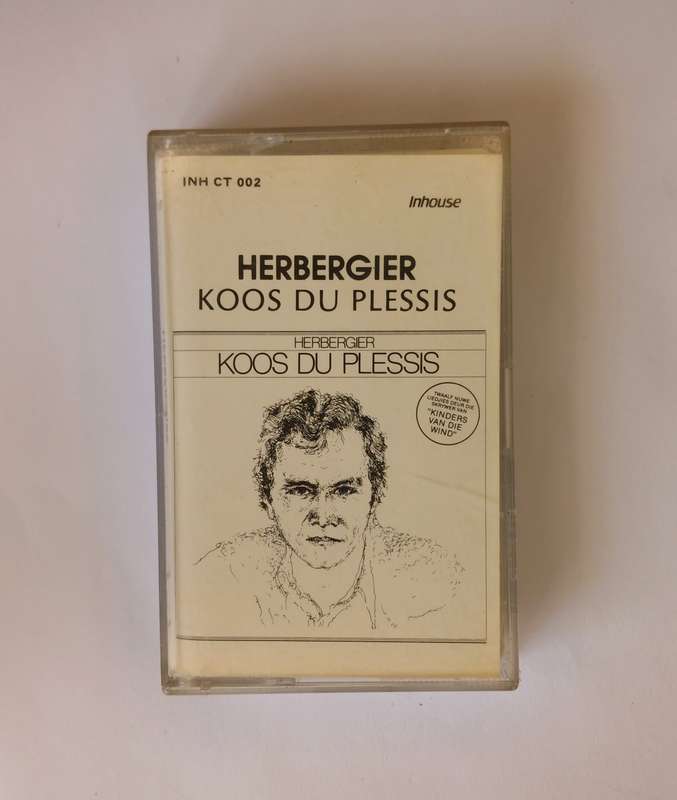 INH CT 002
Inhouse
HERBERGIER
KOOS DU PLESSIS
HERBERGIER
KOOS DU PLESSIS
TWAALF NUWE
LIEDJIES DEUR DIE
SKRYWER VAN
"KINDERS
VAN DIE
WIND"